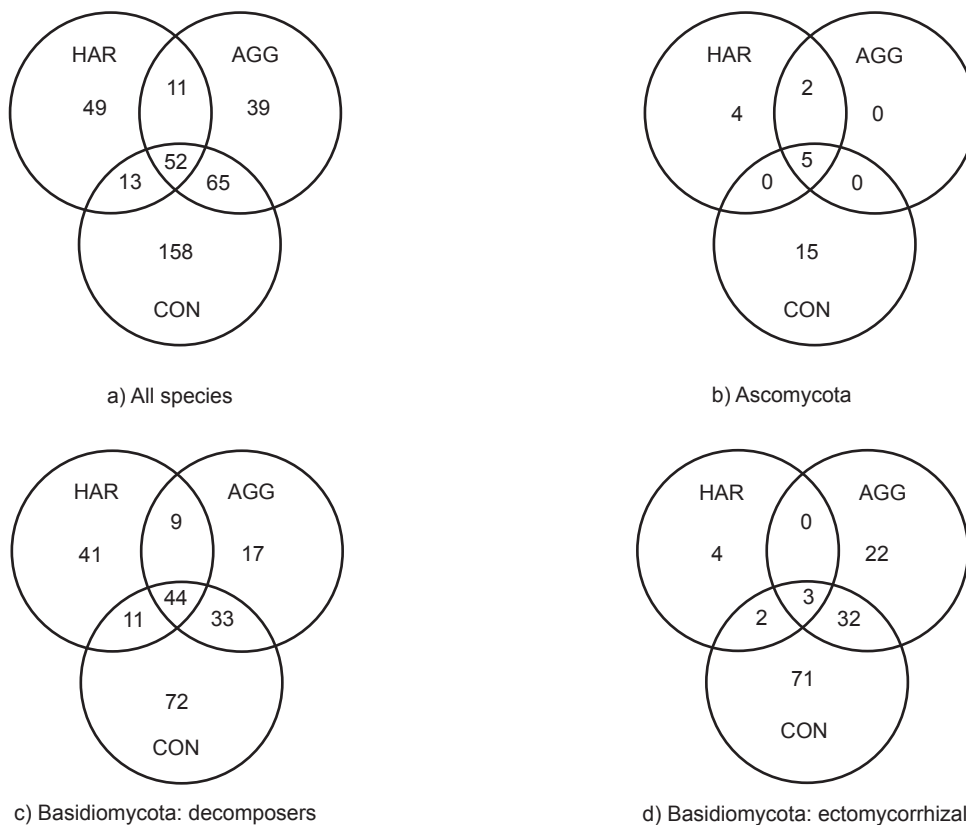 HAR AGG
11
49 39
52
13 65
158
CON
a) All species
HAR AGG
2
4 0
5
0 0
15
CON
b) Ascomycota
HAR AGG
9
41 17
44
11 33
72
CON
c) Basidiomycota: decomposers
HAR AGG
0
4 22
3
2 32
71
CON
d) Basidiomycota: ectomycorrhizal